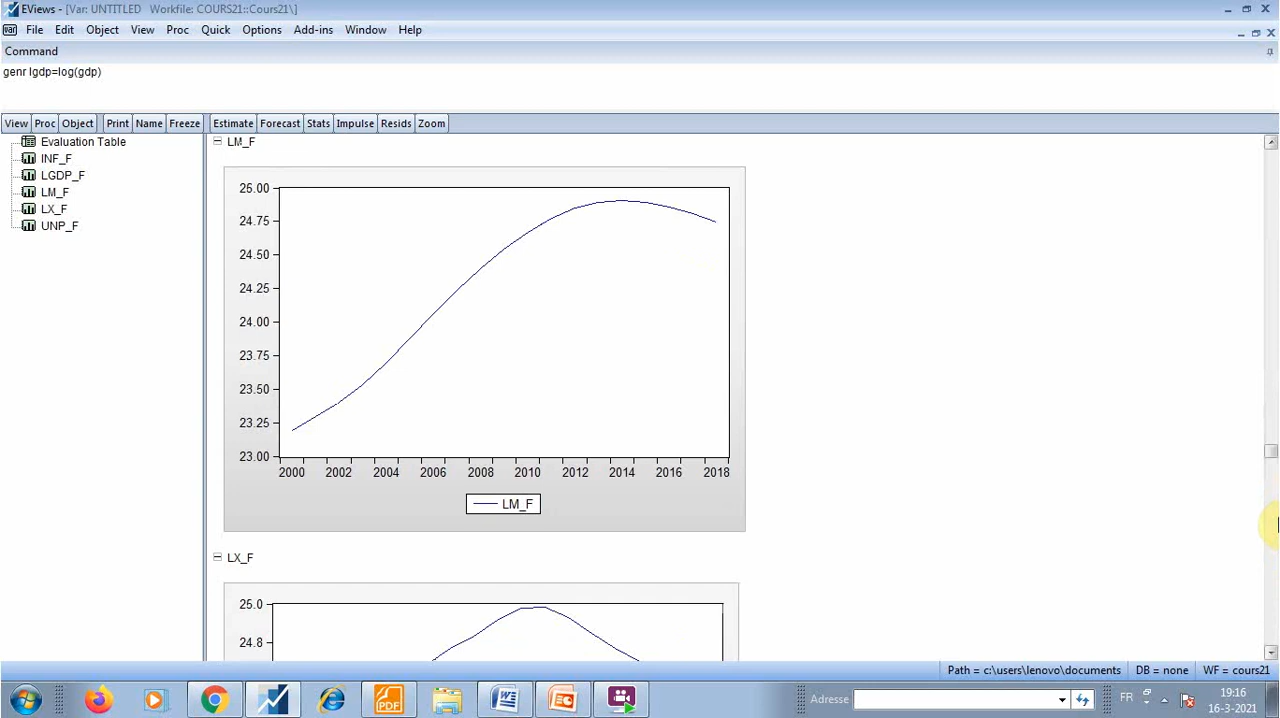 EViews - [Var: UNTITLED   Workfile: COURS21::Cours21\]
var File Edit Object View Proc Quick Options Add-ins Window Help
Command
genr lgdp=log(gdp)
View Proc Object Print Name Freeze Estimate Forecast Stats Impulse Resids Zoom
Evaluation Table
INF_F
LGDP_F
LM_F
LX_F
UNP_F
LM_F
25.00
24.75
24.50
24.25
24.00
23.75
23.50
23.25
23.00
2000 2002 2004 2006 2008 2010 2012 2014 2016 2018
LM_F
LX_F
25.0
24.8
Path = c:\users\lenovo\documents DB = none WF = cours21
PDF
Adresse
FR
19:16
16-3-2021